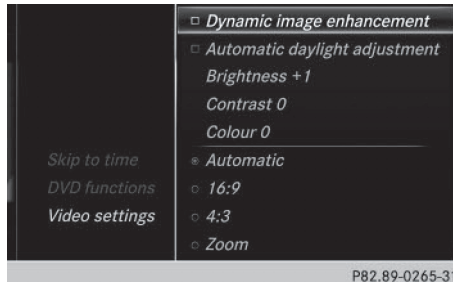 Dynamic image enhancement
Automatic daylight adjustment
Brightness +1
Contrast 0
Colour 0
Automatic
16:9
4:3
Zoom
Skip to time
DVD functions
Video settings
P82.89-0265-31